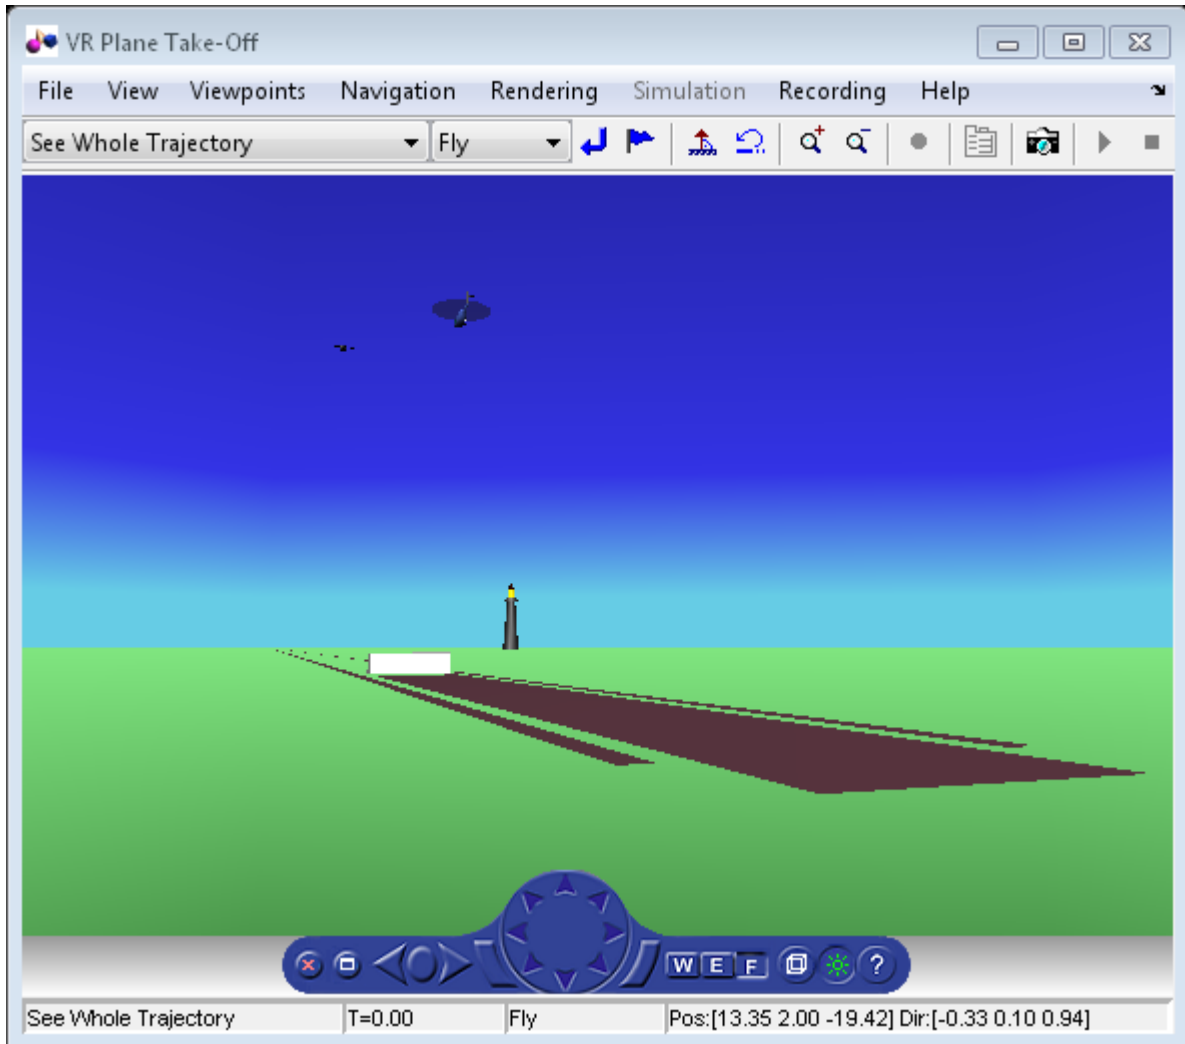 VR Plane Take-Off
File View Viewpoints Navigation Rendering Simulation Recording Help
See Whole Trajectory Fly
W E F ?
See Whole Trajectory T=0.00 Fly Pos:[13.35 2.00 -19.42] Dir:[-0.33 0.10 0.94]